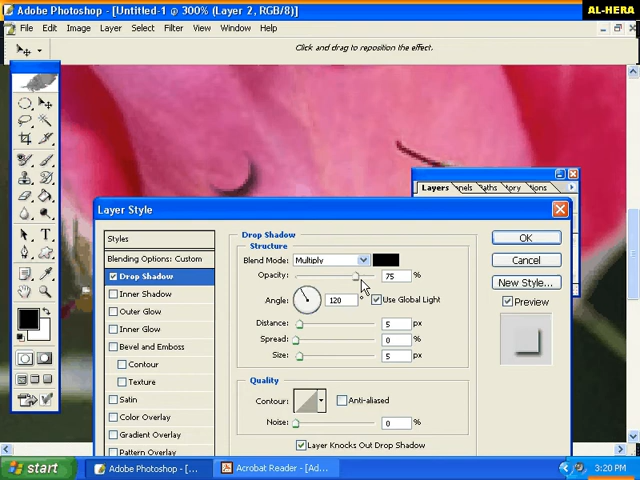 Adobe Photoshop - [Untitled-1 @ 300% (Layer 2, RGB/8)]
AL-HERA
File Edit Image Layer Select Filter View Window Help
Click and drag to reposition the effect.
Layers nels aths tory tions
Layer Style
Styles
Blending Options: Custom
Drop Shadow
Inner Shadow
Outer Glow
Inner Glow
Bevel and Emboss
Contour
Texture
Satin
Color Overlay
Gradient Overlay
Pattern Overlay
Drop Shadow
Structure
Blend Mode: Multiply
Opacity: 75 %
Angle: 120 ° Use Global Light
Distance: 5 px
Spread: 0 %
Size: 5 px
Quality
Contour: Anti-aliased
Noise: 0 %
Layer Knocks Out Drop Shadow
OK
Cancel
New Style...
Preview
start
Adobe Photoshop - [...
Acrobat Reader - [Ad...
3:20 PM